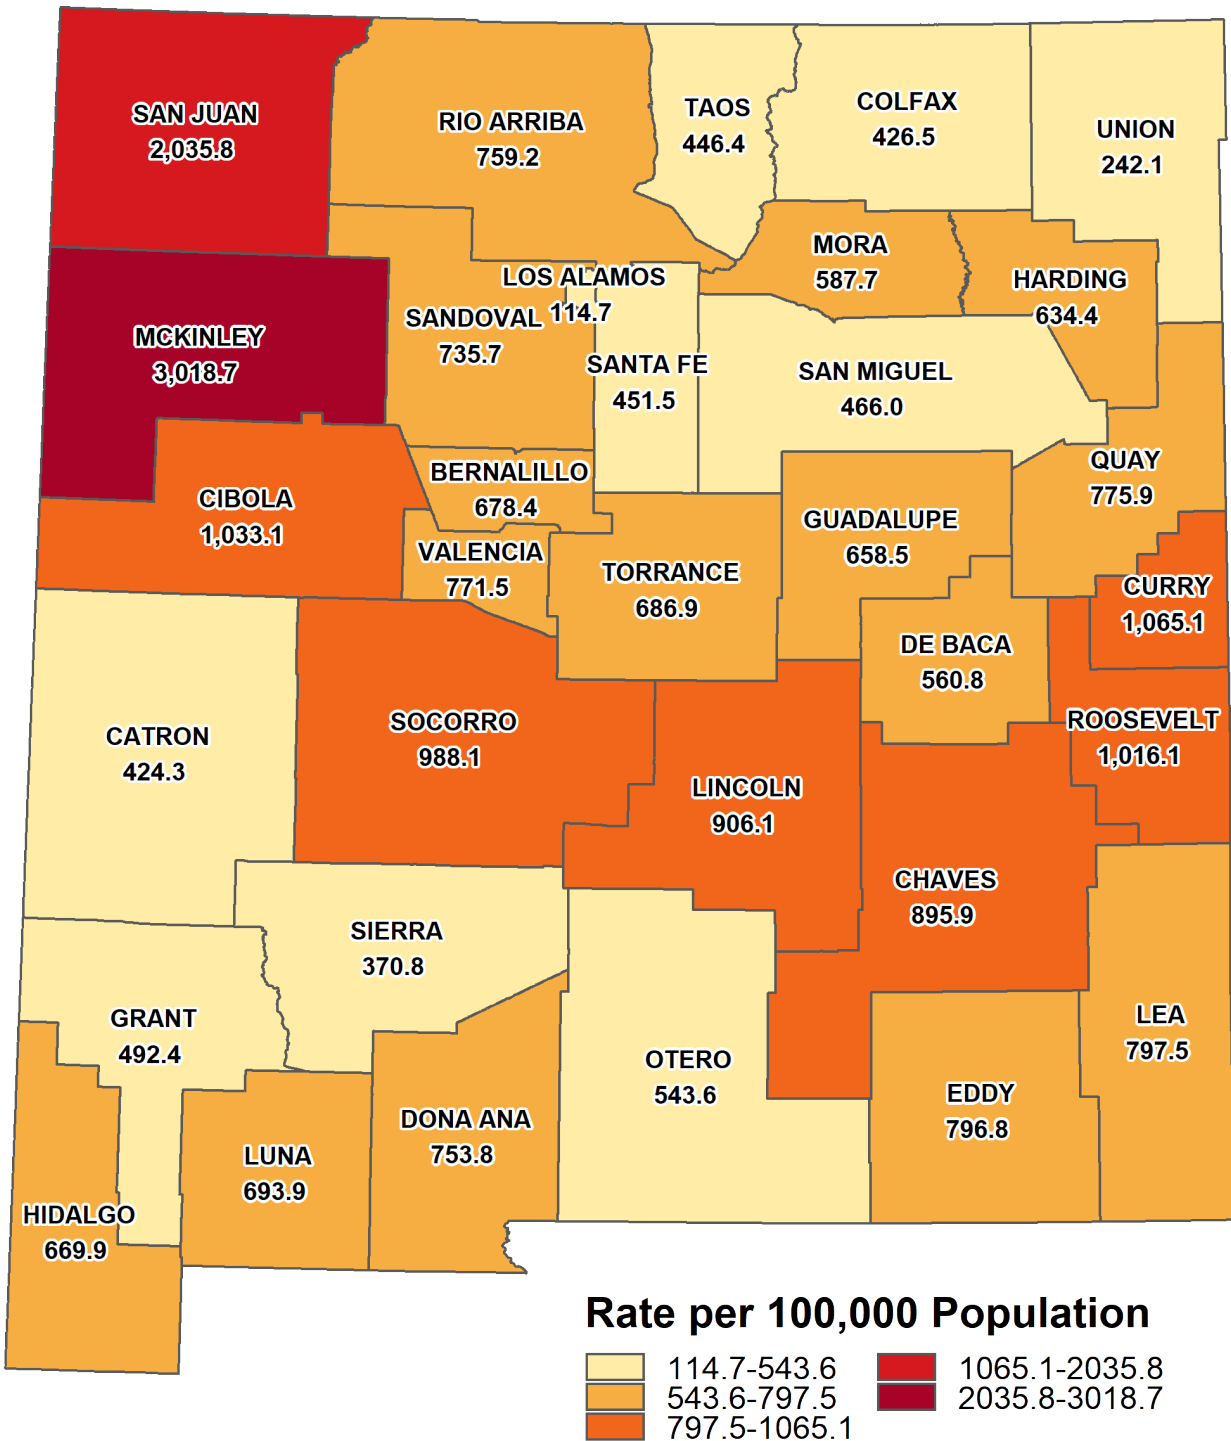 SAN JUAN
2,035.8
RIO ARRIBA
759.2
TAOS
446.4
COLFAX
426.5
UNION
242.1
MORA
587.7
HARDING
634.4
LOS ALAMOS
114.7
SANDOVAL
735.7
MCKINLEY
3,018.7
SANTA FE
451.5
SAN MIGUEL
466.0
QUAY
775.9
BERNALILLO
678.4
CIBOLA
1,033.1
GUADALUPE
658.5
VALENCIA
771.5
TORRANCE
686.9
CURRY
1,065.1
DE BACA
560.8
ROOSEVELT
1,016.1
SOCORRO
988.1
CATRON
424.3
LINCOLN
906.1
CHAVES
895.9
SIERRA
370.8
GRANT
492.4
LEA
797.5
OTERO
543.6
EDDY
796.8
DONA ANA
753.8
LUNA
693.9
HIDALGO
669.9
Rate per 100,000 Population
114.7-543.6
543.6-797.5
797.5-1065.1
1065.1-2035.8
2035.8-3018.7